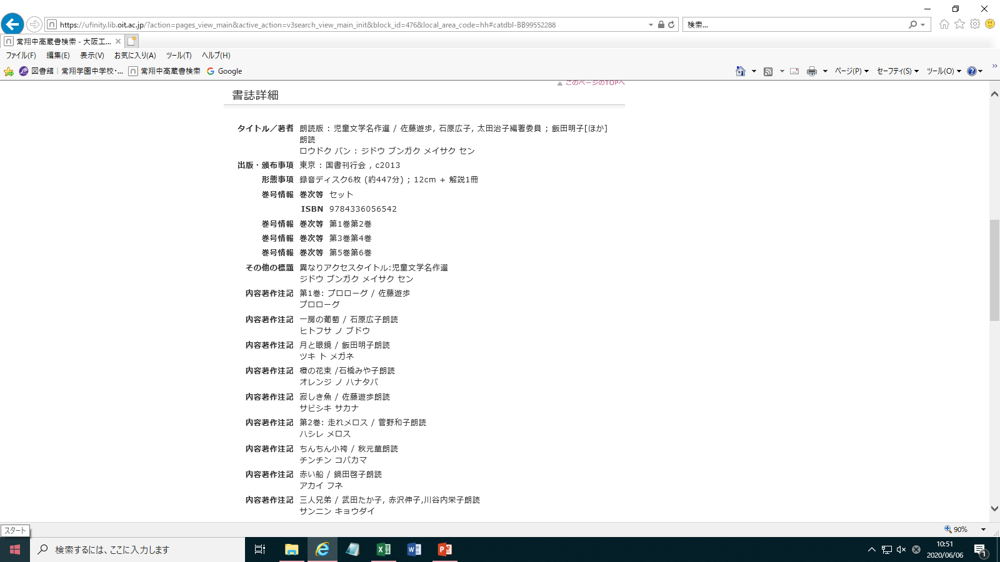 https://ufinity.lib.oit.ac.jp/?action=pages_view_main&active_action=v3search_view_main_init&block_id=476&local_area_code=hh#catdbl-BB99552288
検索...
常翔中高蔵書検索 - 大阪工...
ファイル(F) 編集(E) 表示(V) お気に入り(A) ツール(T) ヘルプ(H)
図書館｜常翔学園中学校・... 常翔中高蔵書検索 Google
ページ(P) セーフティ(S) ツール(O)
このページのTOPへ
書誌詳細
タイトル／著者 朗読版 : 児童文学名作選 / 佐藤遊歩, 石原広子, 太田治子編著委員 ; 飯田明子[ほか]
朗読
ロウドク バン : ジドウ ブンガク メイサク セン
出版・頒布事項 東京 : 国書刊行会 , c2013
形態事項 録音ディスク6枚 (約447分) ; 12cm + 解説1冊
巻号情報 巻次等 セット
ISBN 9784336056542
巻号情報 巻次等 第1巻第2巻
巻号情報 巻次等 第3巻第4巻
巻号情報 巻次等 第5巻第6巻
その他の標題 異なりアクセスタイトル:児童文学名作選
ジドウ ブンガク メイサク セン
内容著作注記 第1巻: プロローグ / 佐藤遊歩
プロローグ
内容著作注記 一房の葡萄 / 石原広子朗読
ヒトフサ ノ ブドウ
内容著作注記 月と眼鏡 / 飯田明子朗読
ツキ ト メガネ
内容著作注記 橙の花束 /石橋みや子朗読
オレンジ ノ ハナタバ
内容著作注記 寂しき魚 / 佐藤遊歩朗読
サビシキ サカナ
内容著作注記 第2巻: 走れメロス / 菅野和子朗読
ハシレ メロス
内容著作注記 ちんちん小袴 / 秋元薫朗読
チンチン コバカマ
内容著作注記 赤い船 / 鍋田啓子朗読
アカイ フネ
内容著作注記 三人兄弟 / 武田たか子, 赤沢伸子,川谷内栄子朗読
サンニン キョウダイ
スタート
90%
検索するには、ここに入力します
10:51
2020/06/06
1